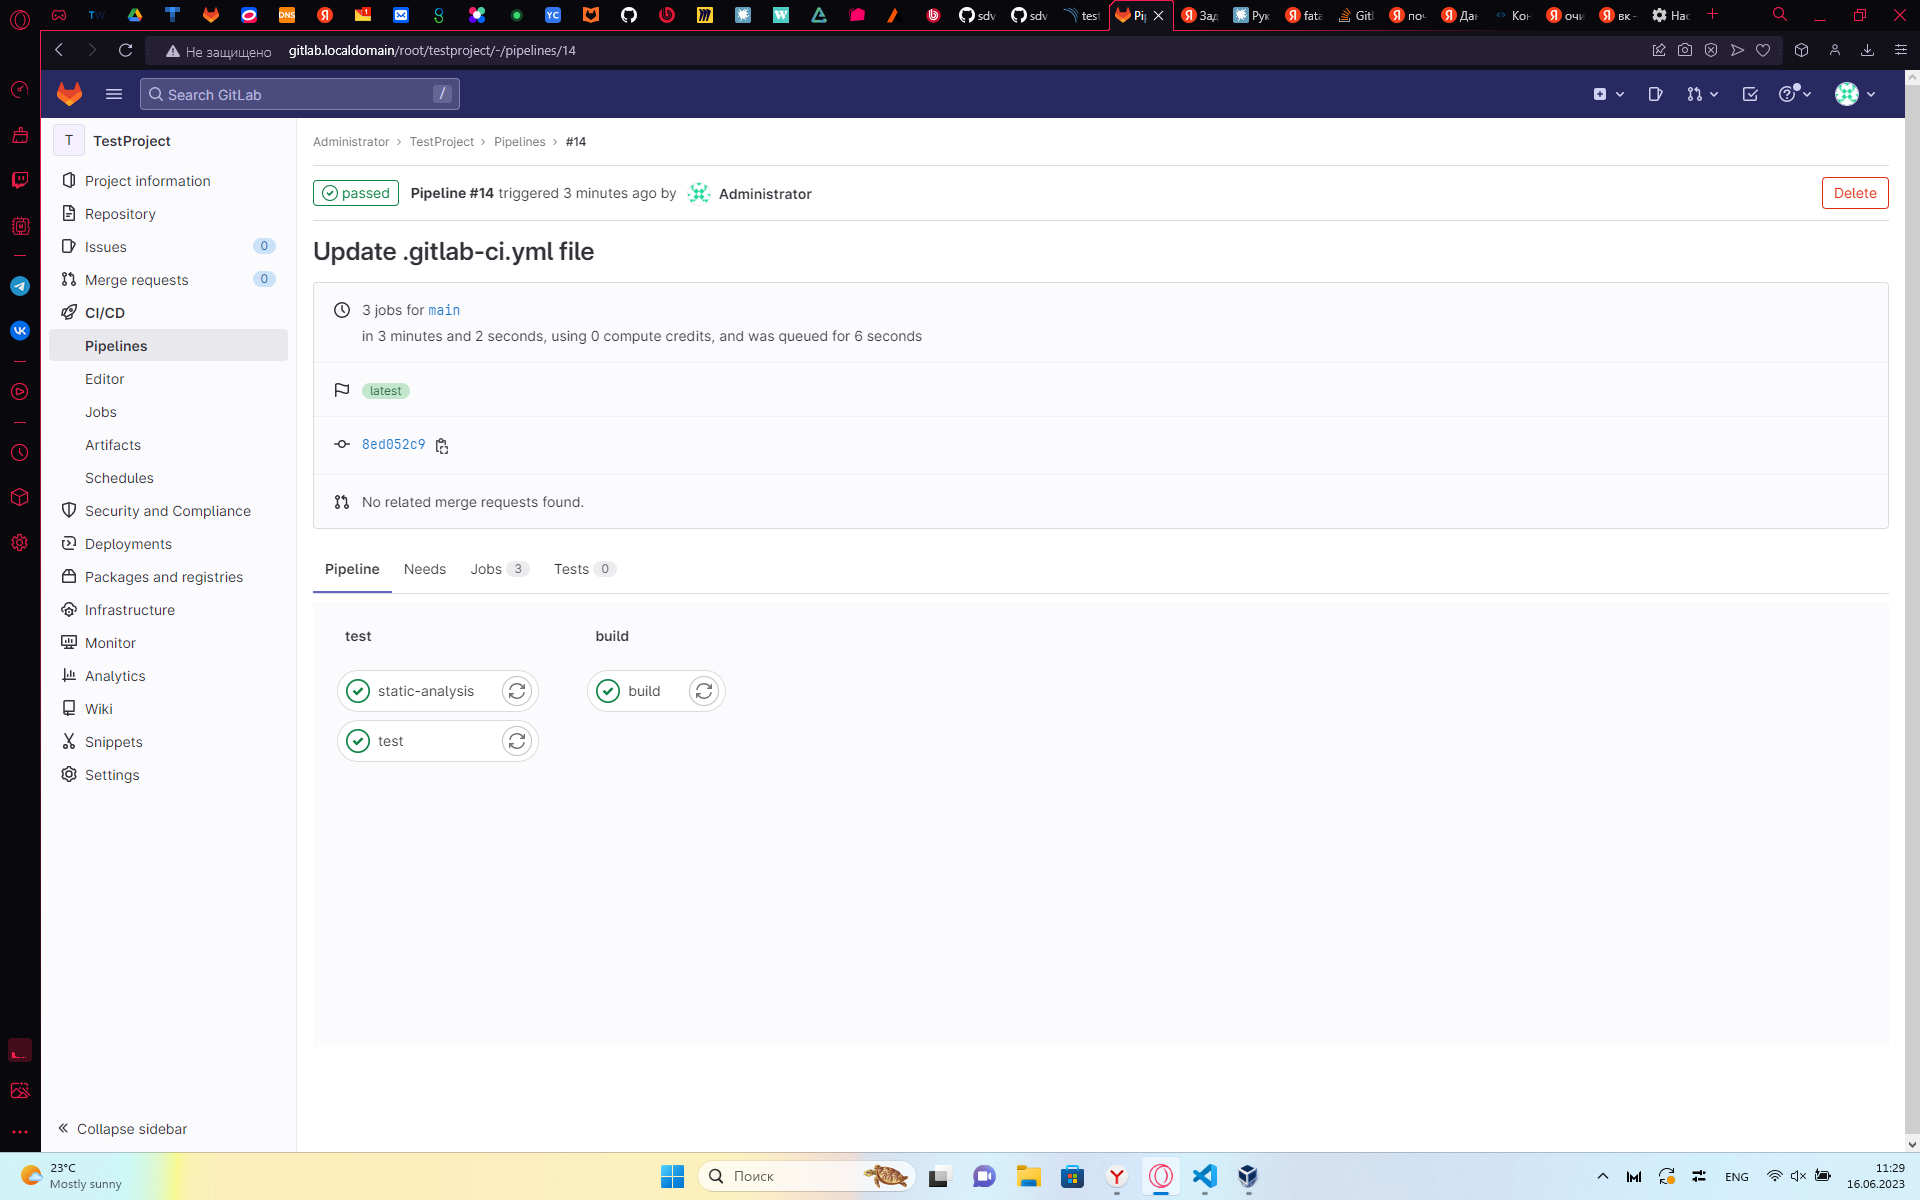 sdv
sdv
test
Pi
Зад
Рук
fata
Gitl
поч
Дан
Кон
очи
вк -
Нас
Не защищено
gitlab.localdomain/root/testproject/-/pipelines/14
Search GitLab
/
T
TestProject
Project information
Repository
Issues
0
Merge requests
0
CI/CD
Pipelines
Editor
Jobs
Artifacts
Schedules
Security and Compliance
Deployments
Packages and registries
Infrastructure
Monitor
Analytics
Wiki
Snippets
Settings
Collapse sidebar
Administrator › TestProject › Pipelines › #14
passed
Pipeline #14 triggered 3 minutes ago by Administrator
Delete
Update .gitlab-ci.yml file
3 jobs for main
in 3 minutes and 2 seconds, using 0 compute credits, and was queued for 6 seconds
latest
8ed052c9
No related merge requests found.
Pipeline
Needs
Jobs 3
Tests 0
test
build
static-analysis
build
test
23°C
Mostly sunny
Поиск
ENG
11:29
16.06.2023